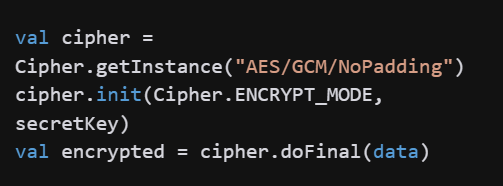 val cipher =
Cipher.getInstance("AES/GCM/NoPadding")
cipher.init(Cipher.ENCRYPT_MODE,
secretKey)
val encrypted = cipher.doFinal(data)